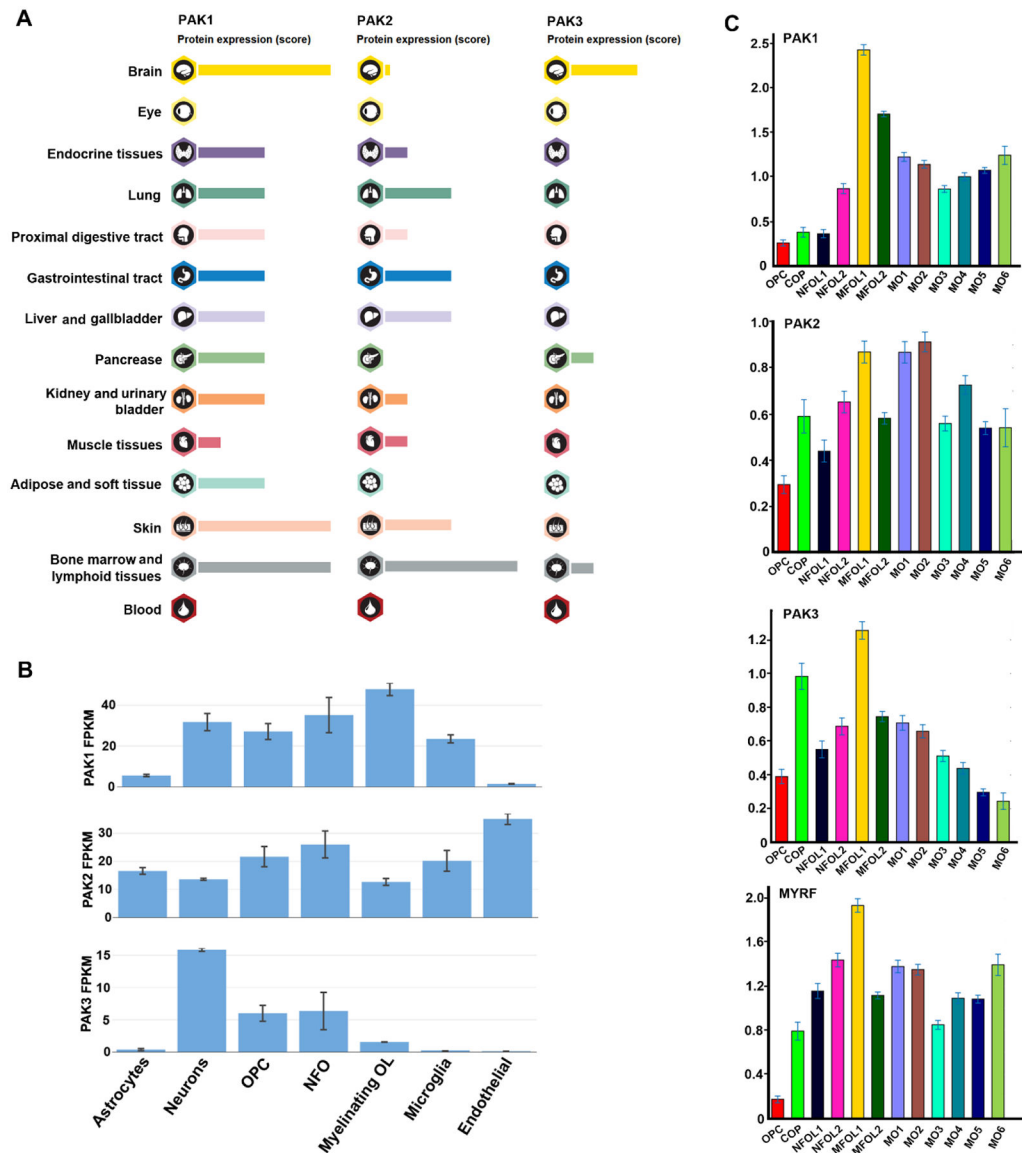 A
PAK1
PAK2
PAK3
Protein expression (score)
Protein expression (score)
Protein expression (score)
Brain
Eye
Endocrine tissues
Lung
Proximal digestive tract
Gastrointestinal tract
Liver and gallbladder
Pancrease
Kidney and urinary
bladder
Muscle tissues
Adipose and soft tissue
Skin
Bone marrow and
lymphoid tissues
Blood
B
PAK1 FPKM
40
20
0
PAK2 FPKM
40
30
20
10
0
PAK3 FPKM
15
10
5
0
Astrocytes
Neurons
OPC
NFO
Myelinating OL
Microglia
Endothelial
C
PAK1
2.5
2.0
1.5
1.0
0.5
0
OPC
COP
NFOL1
NFOL2
MFOL1
MFOL2
MO1
MO2
MO3
MO4
MO5
MO6
PAK2
1.0
0.8
0.6
0.4
0.2
0
OPC
COP
NFOL1
NFOL2
MFOL1
MFOL2
MO1
MO2
MO3
MO4
MO5
MO6
PAK3
1.2
1.0
0.8
0.6
0.4
0.2
0
OPC
COP
NFOL1
NFOL2
MFOL1
MFOL2
MO1
MO2
MO3
MO4
MO5
MO6
MYRF
2.0
1.6
1.2
0.8
0.4
0
OPC
COP
NFOL1
NFOL2
MFOL1
MFOL2
MO1
MO2
MO3
MO4
MO5
MO6